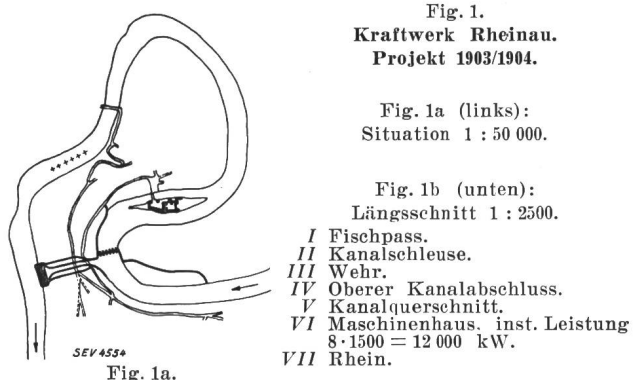 Fig. 1.
Kraftwerk Rheinau.
Projekt 1903/1904.
Fig. 1a (links):
Situation 1 : 50 000.
Fig. 1b (unten):
Längsschnitt 1 : 2500.
I Fischpass.
II Kanalschleuse.
III Wehr.
IV Oberer Kanalabschluss.
V Kanalquerschnitt.
VI Maschinenhaus. inst. Leistung
8·1500 = 12 000 kW.
VII Rhein.
SEV 4554
Fig. 1a.